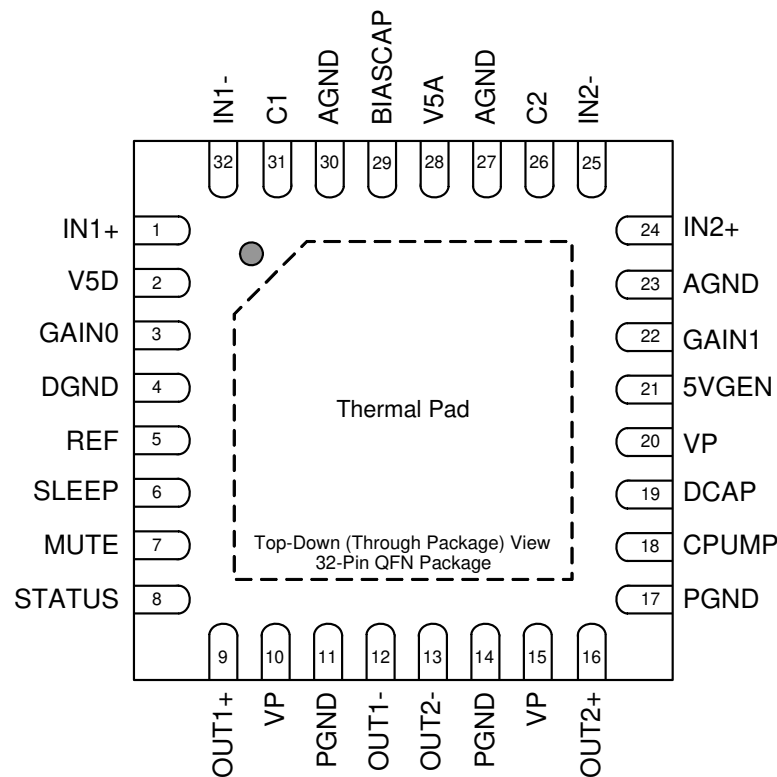 IN1-
C1
AGND
BIASCAP
V5A
AGND
C2
IN2-
32
31
30
29
28
27
26
25
IN1+ 1
V5D 2
GAIN0 3
DGND 4
REF 5
SLEEP 6
MUTE 7
STATUS 8
24 IN2+
23 AGND
22 GAIN1
21 5VGEN
20 VP
19 DCAP
18 CPUMP
17 PGND
Thermal Pad
Top-Down (Through Package) View
32-Pin QFN Package
9
10
11
12
13
14
15
16
OUT1+
VP
PGND
OUT1-
OUT2-
PGND
VP
OUT2+